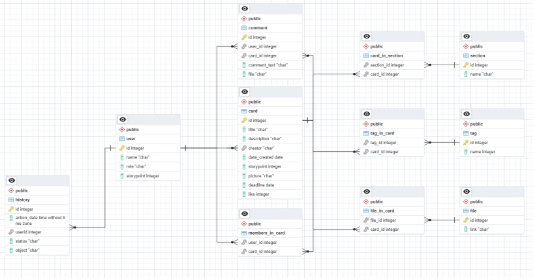 public
comment
id integer
user_id integer
card_id integer
comment_text "char"
file "char"
public
card_in_section
section_id integer
card_id integer
public
section
id integer
name "char"
public
card
id integer
title "char"
description "char"
creator "char"
date_created date
storypoint integer
picture "char"
deadline date
like integer
public
user
id integer
name "char"
role "char"
storypoint integer
public
tag_in_card
tag_id integer
card_id integer
public
tag
id integer
name integer
public
history
id integer
action_date time without ti
me zone
userId integer
status "char"
object "char"
public
members_in_card
user_id integer
card_id integer
public
file_in_card
file_id integer
card_id integer
public
file
id integer
link "char"